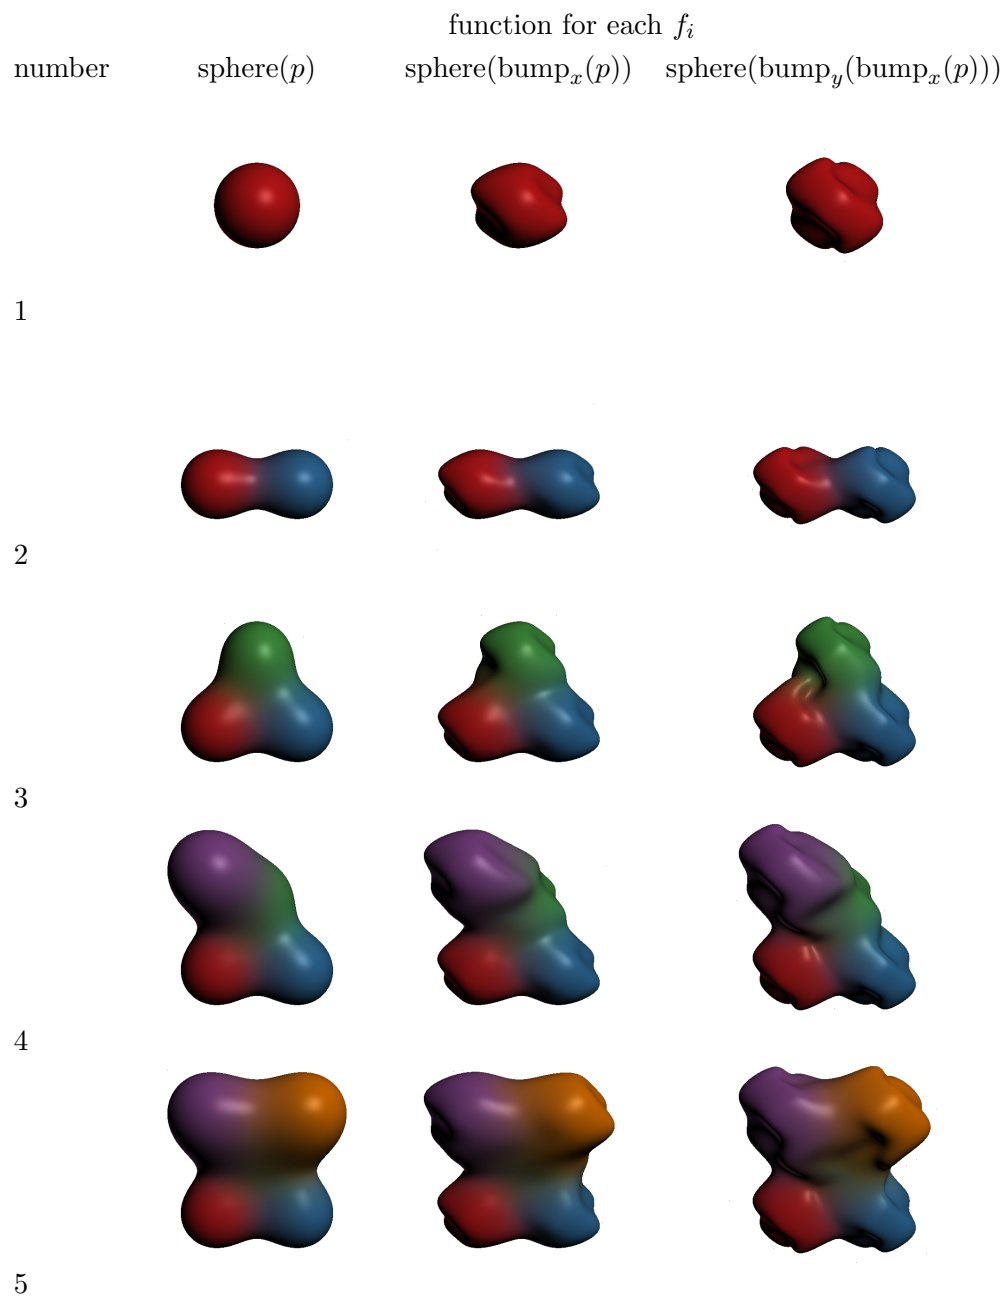 function for each f_i
number sphere(p) sphere(bump_x(p)) sphere(bump_y(bump_x(p)))
1
2
3
4
5